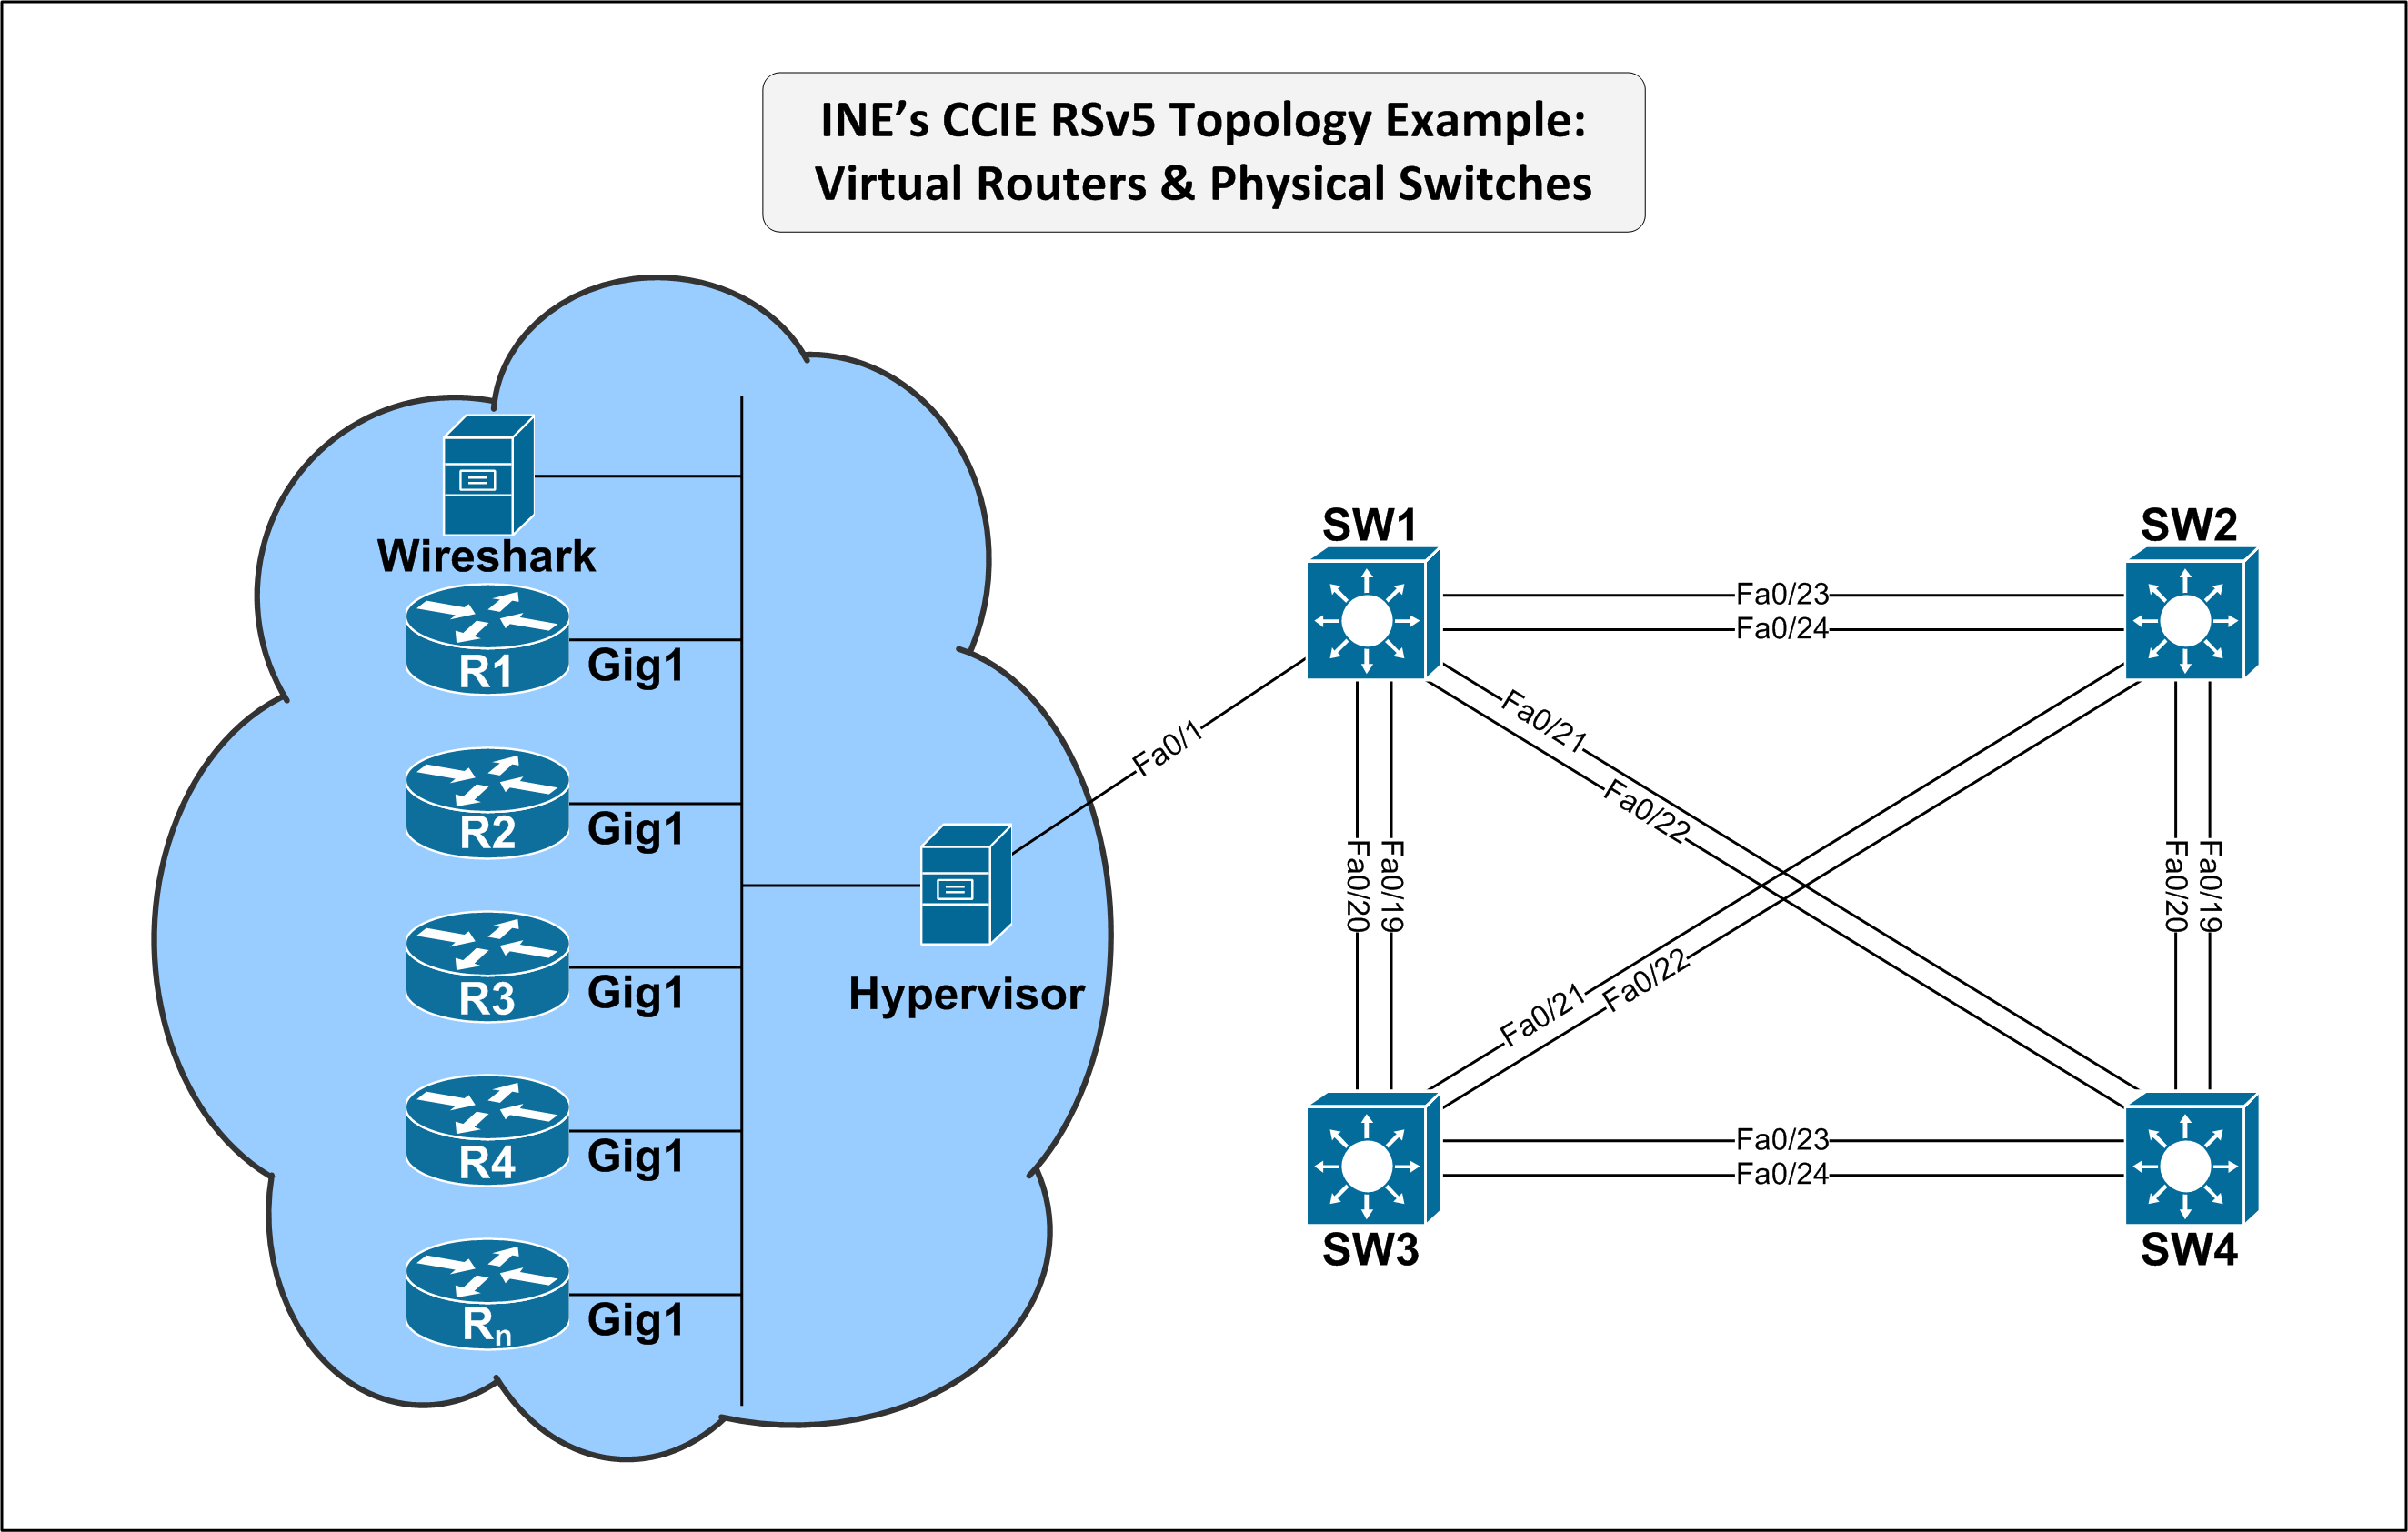 INE’s CCIE RSv5 Topology Example:
Virtual Routers & Physical Switches
Wireshark
R1
Gig1
R2
Gig1
R3
Gig1
R4
Gig1
Rn
Gig1
Hypervisor
Fa0/1
SW1
SW2
Fa0/23
Fa0/24
Fa0/21
Fa0/22
Fa0/20
Fa0/19
Fa0/20
Fa0/19
Fa0/21
Fa0/22
Fa0/23
Fa0/24
SW3
SW4